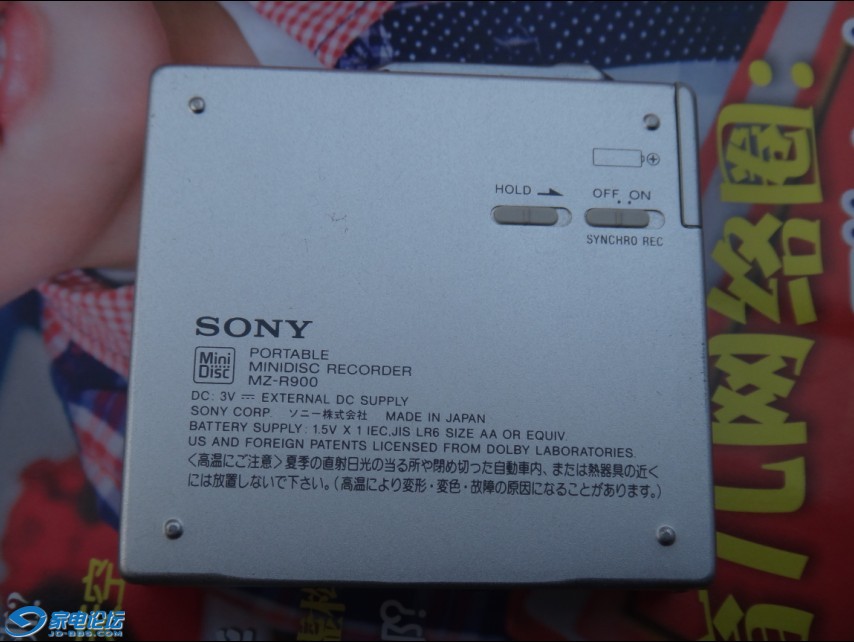 HOLD
OFF ON
SYNCHRO REC
SONY
Mini
Disc
PORTABLE
MINIDISC RECORDER
MZ-R900
DC: 3V ⎓ EXTERNAL DC SUPPLY
SONY CORP. ソニー株式会社 MADE IN JAPAN
BATTERY SUPPLY: 1.5V X 1 IEC,JIS LR6 SIZE AA OR EQUIV.
US AND FOREIGN PATENTS LICENSED FROM DOLBY LABORATORIES.
〈高温にご注意〉夏季の直射日光の当る所や閉め切った自動車内、または熱器具の近く
には放置しないで下さい。(高温により変形・変色・故障の原因になることがあります。)
网络圈:
家电论坛
JD-BBS.COM